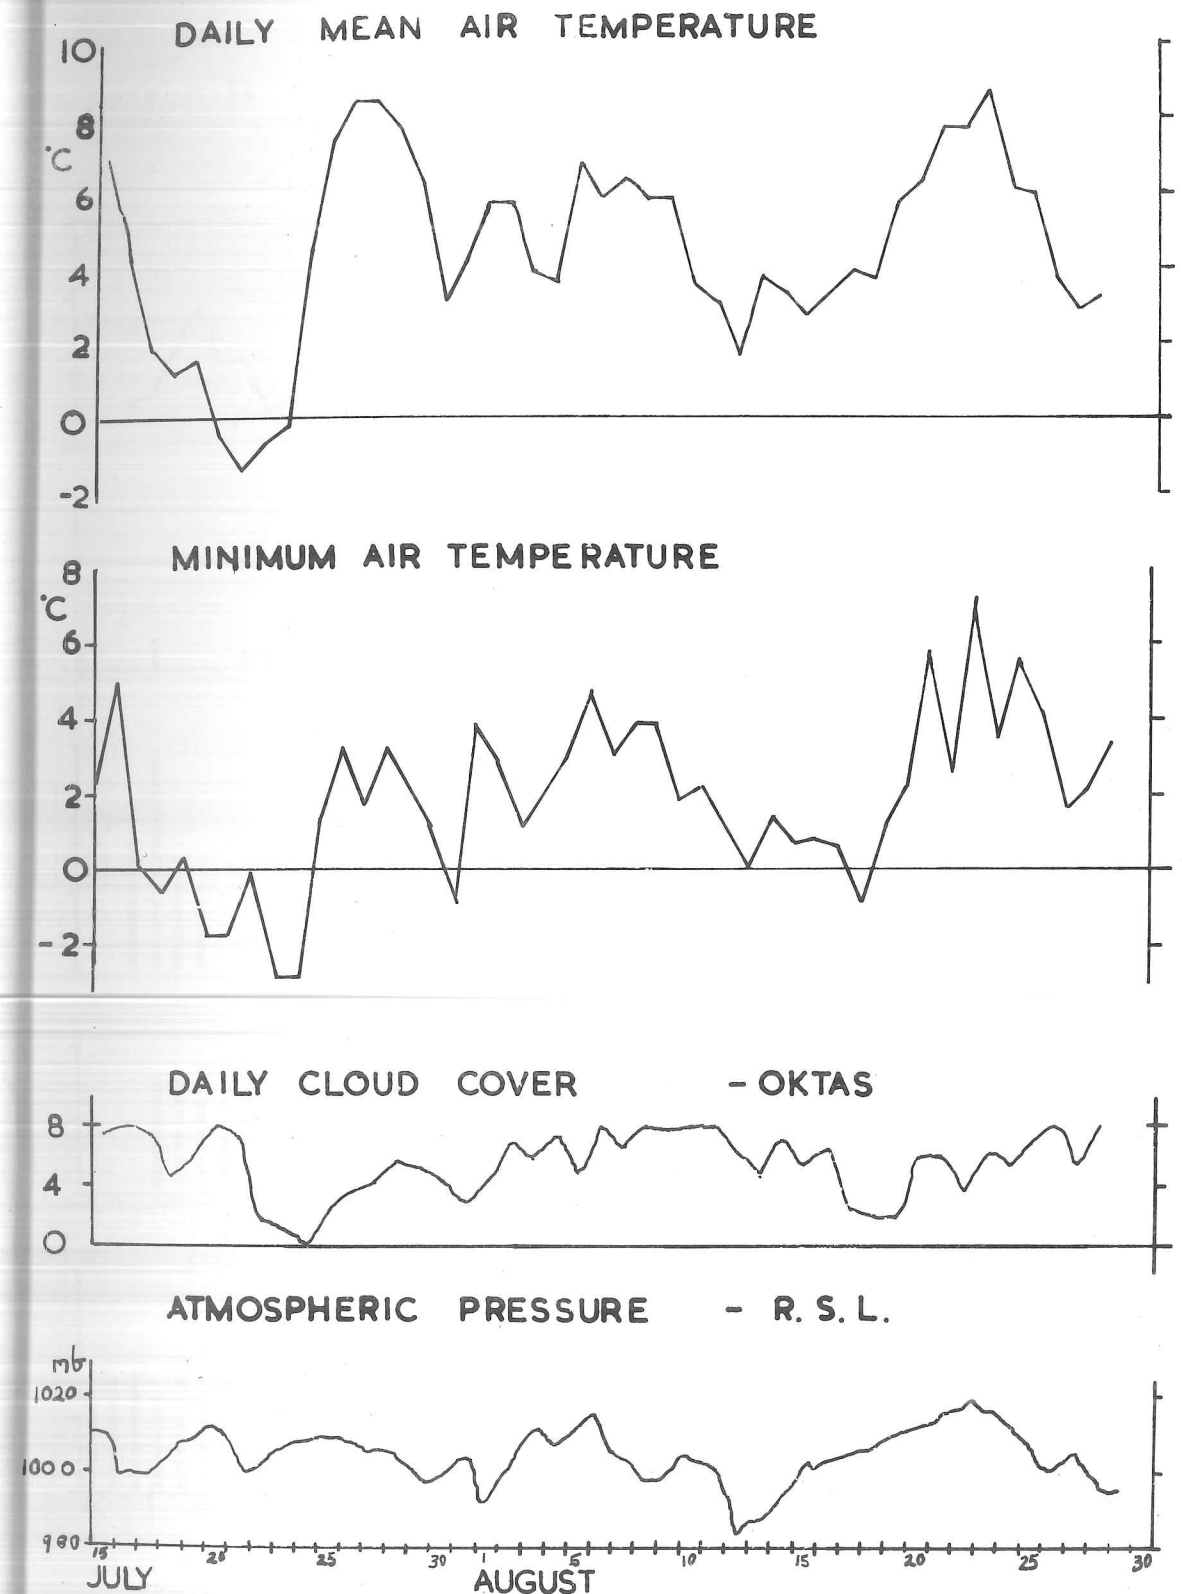 DAILY MEAN AIR TEMPERATURE
10
8
°C
6
4
2
0
-2
MINIMUM AIR TEMPERATURE
8
°C
6
4
2
0
-2
DAILY CLOUD COVER - OKTAS
8
4
0
ATMOSPHERIC PRESSURE - R. S. L.
mb
1020
1000
980
15 20 25 30 1 5 10 15 20 25 30
JULY AUGUST